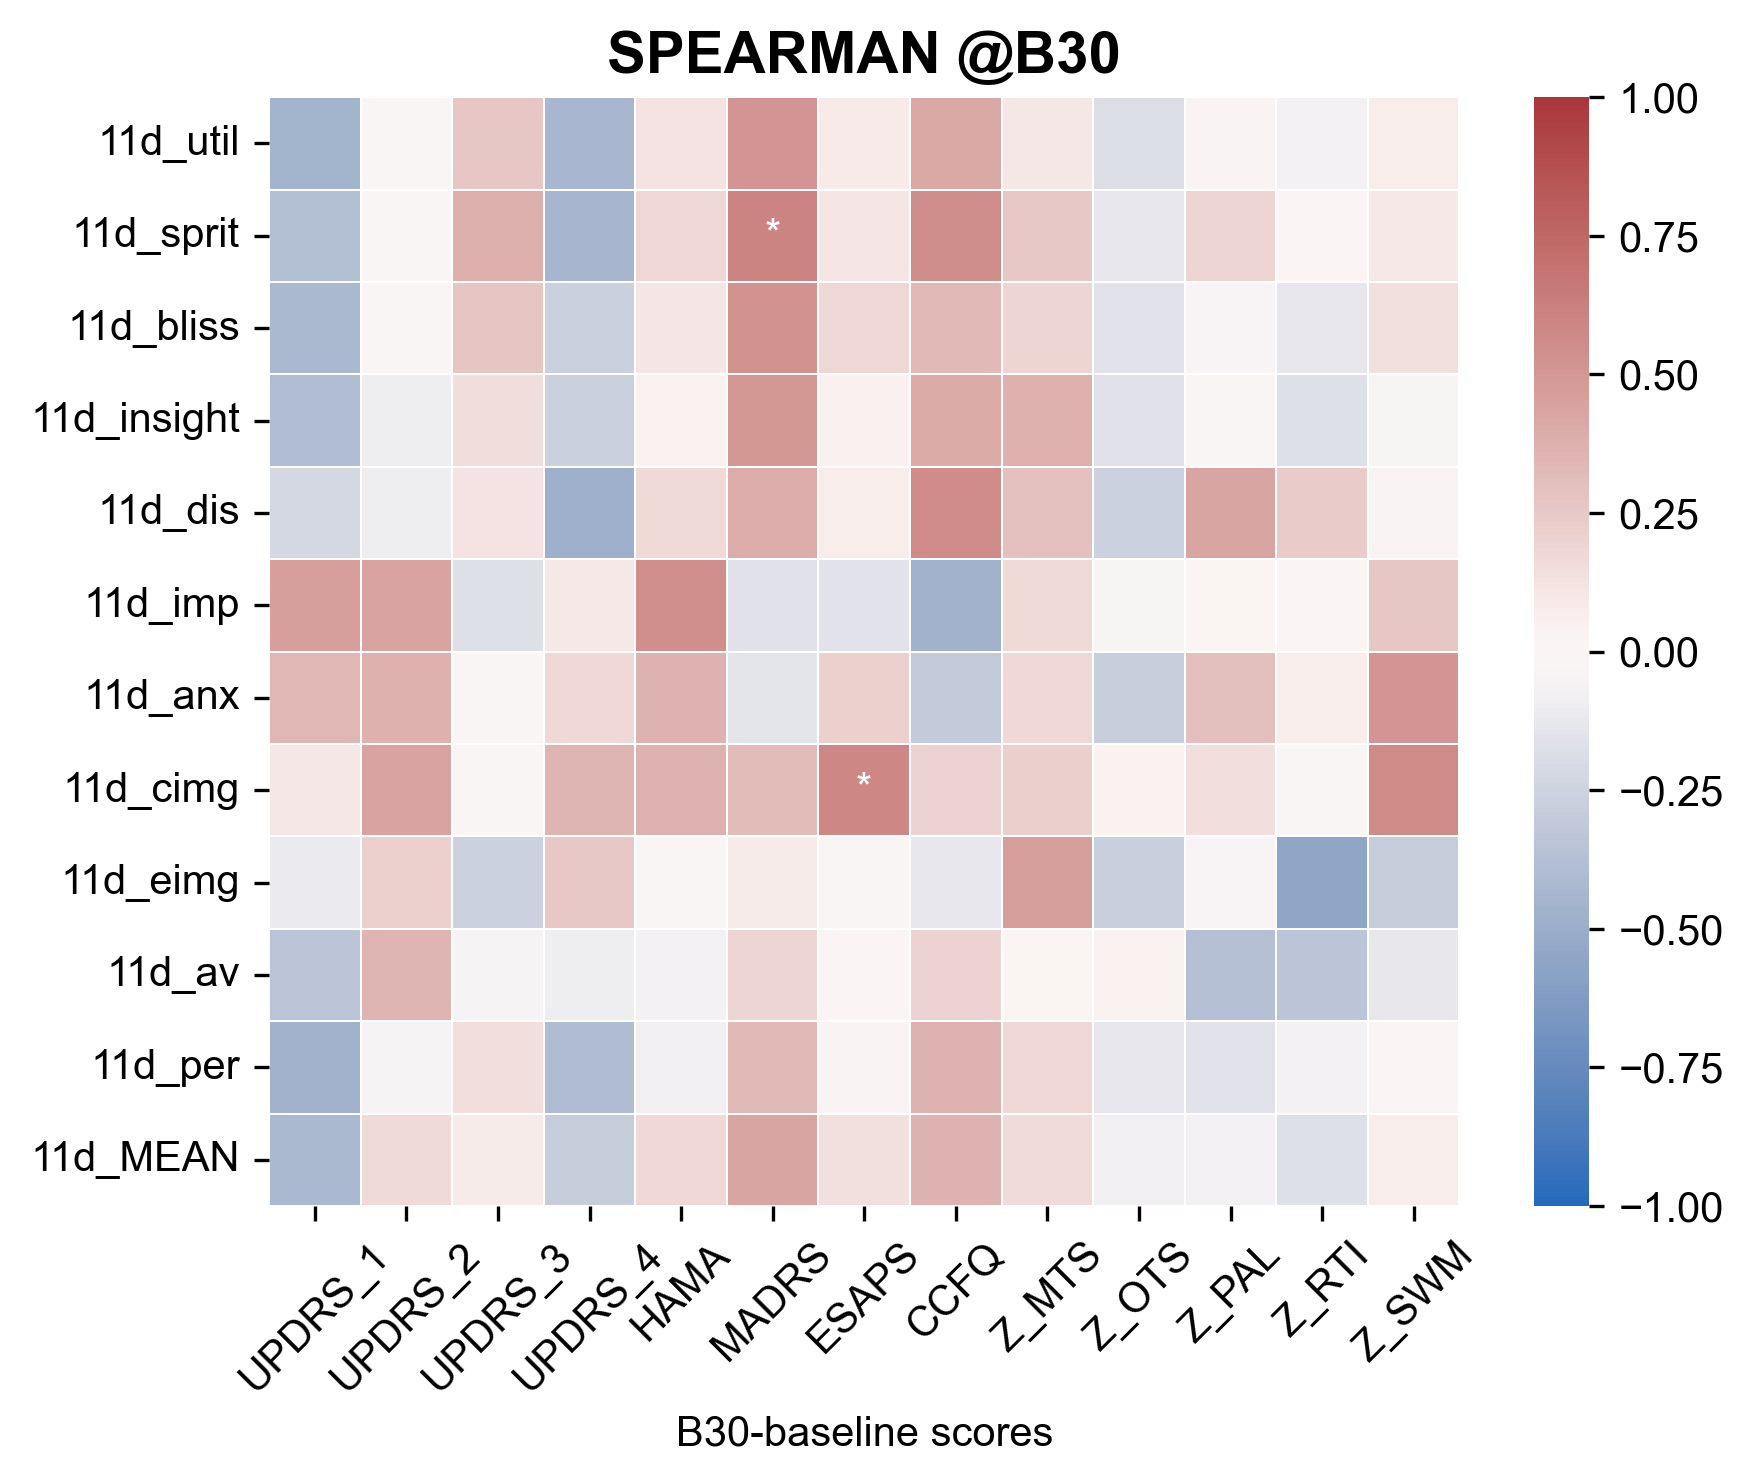 SPEARMAN @B30
11d_util
11d_sprit
*
11d_bliss
11d_insight
11d_dis
11d_imp
11d_anx
11d_cimg
*
11d_eimg
11d_av
11d_per
11d_MEAN
1.00
0.75
0.50
0.25
0.00
−0.25
−0.50
−0.75
−1.00
UPDRS_1
UPDRS_2
UPDRS_3
UPDRS_4
HAMA
MADRS
ESAPS
CCFQ
Z_MTS
Z_OTS
Z_PAL
Z_RTI
Z_SWM
B30-baseline scores